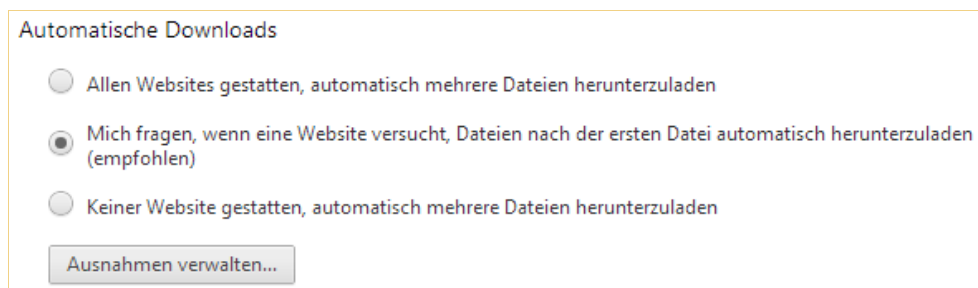 Automatische Downloads
Allen Websites gestatten, automatisch mehrere Dateien herunterzuladen
Mich fragen, wenn eine Website versucht, Dateien nach der ersten Datei automatisch herunterzuladen
(empfohlen)
Keiner Website gestatten, automatisch mehrere Dateien herunterzuladen
Ausnahmen verwalten...